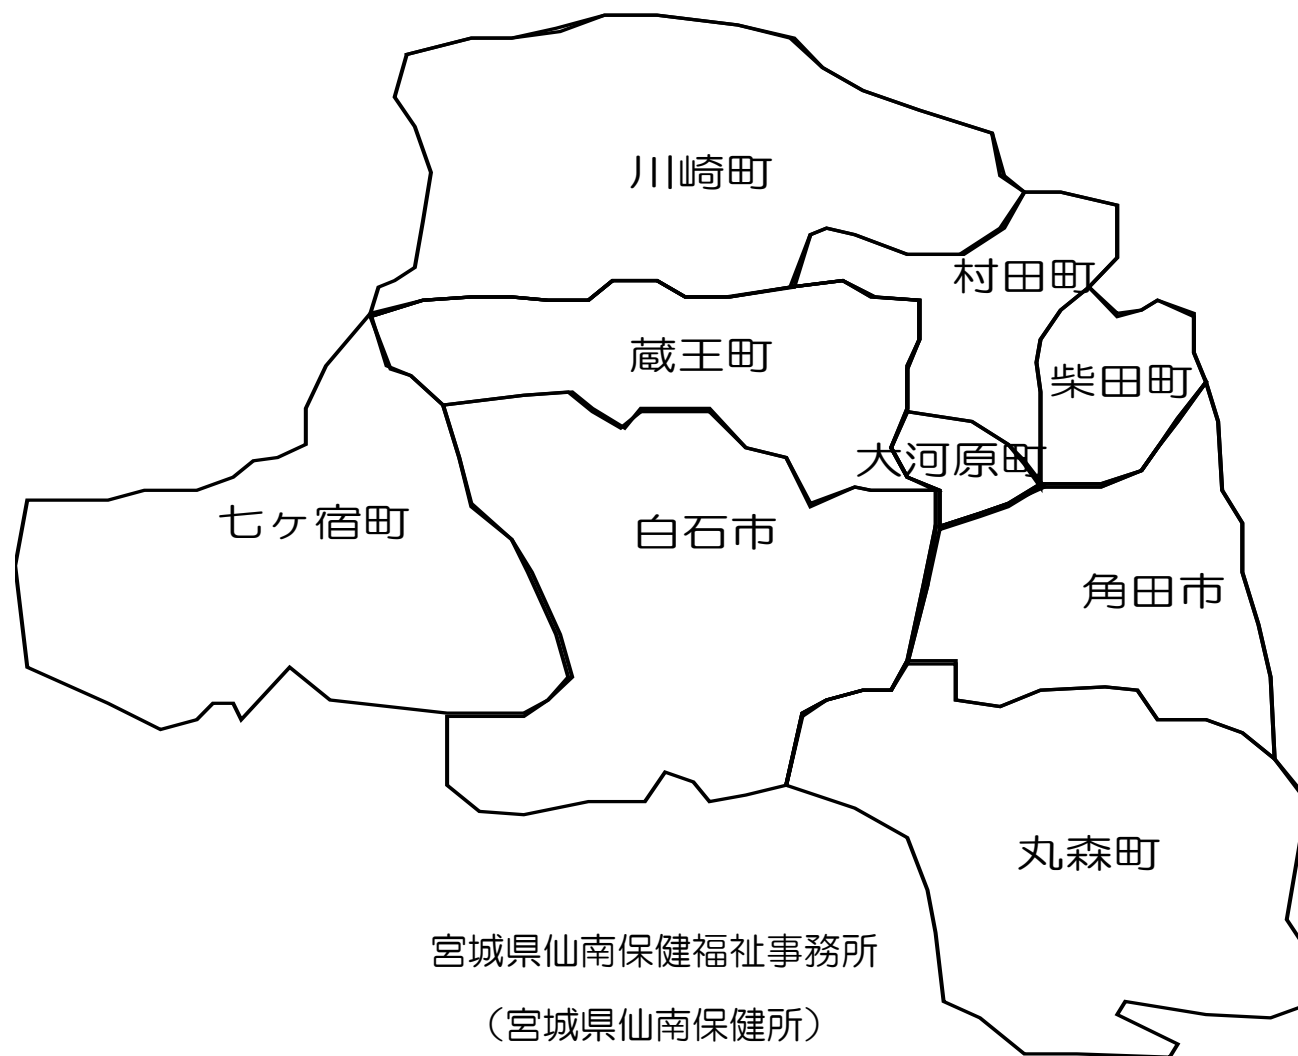 川崎町
村田町
蔵王町
柴田町
大河原町
七ヶ宿町
白石市
角田市
丸森町
宮城県仙南保健福祉事務所
（宮城県仙南保健所）